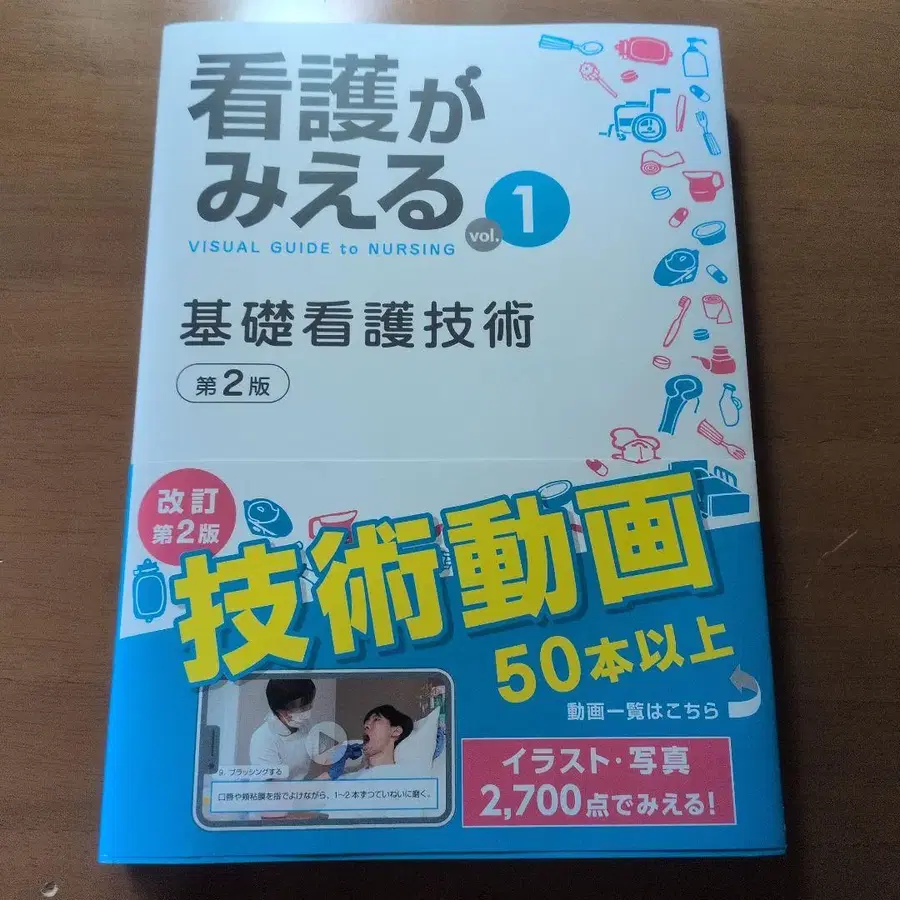 看護が
みえる
vol.1
VISUAL GUIDE to NURSING
基礎看護技術
第2版
改訂
第2版
技術動画
50本以上
動画一覧はこちら
9. ブラッシングする
口唇や頬粘膜を指でよけながら、1~2本ずつていねいに磨く。
イラスト・写真
2,700点でみえる!